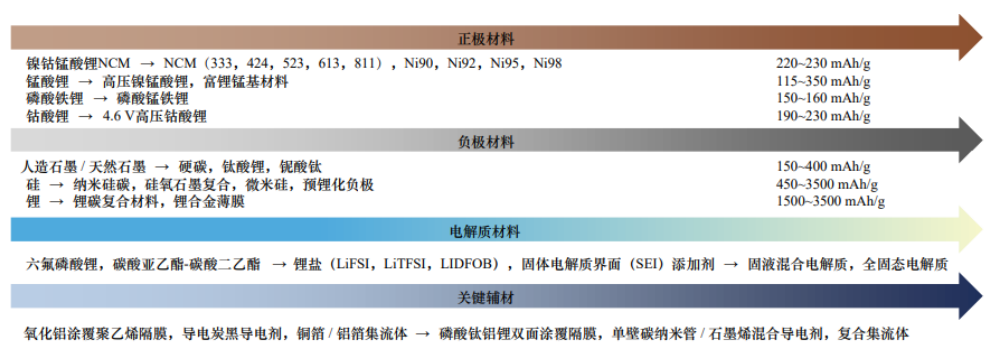 正极材料
镍钴锰酸锂NCM → NCM（333，424，523，613，811），Ni90，Ni92，Ni95，Ni98 220~230 mAh/g
锰酸锂 → 高压镍锰酸锂，富锂锰基材料 115~350 mAh/g
磷酸铁锂 → 磷酸锰铁锂 150~160 mAh/g
钴酸锂 → 4.6 V高压钴酸锂 190~230 mAh/g
负极材料
人造石墨 / 天然石墨 → 硬碳，钛酸锂，铌酸钛 150~400 mAh/g
硅 → 纳米硅碳，硅氧石墨复合，微米硅，预锂化负极 450~3500 mAh/g
锂 → 锂碳复合材料，锂合金薄膜 1500~3500 mAh/g
电解质材料
六氟磷酸锂，碳酸亚乙酯-碳酸二乙酯 → 锂盐（LiFSI，LiTFSI，LIDFOB），固体电解质界面（SEI）添加剂 → 固液混合电解质，全固态电解质
关键辅材
氧化铝涂覆聚乙烯隔膜，导电炭黑导电剂，铜箔 / 铝箔集流体 → 磷酸钛铝锂双面涂覆隔膜，单壁碳纳米管 / 石墨烯混合导电剂，复合集流体